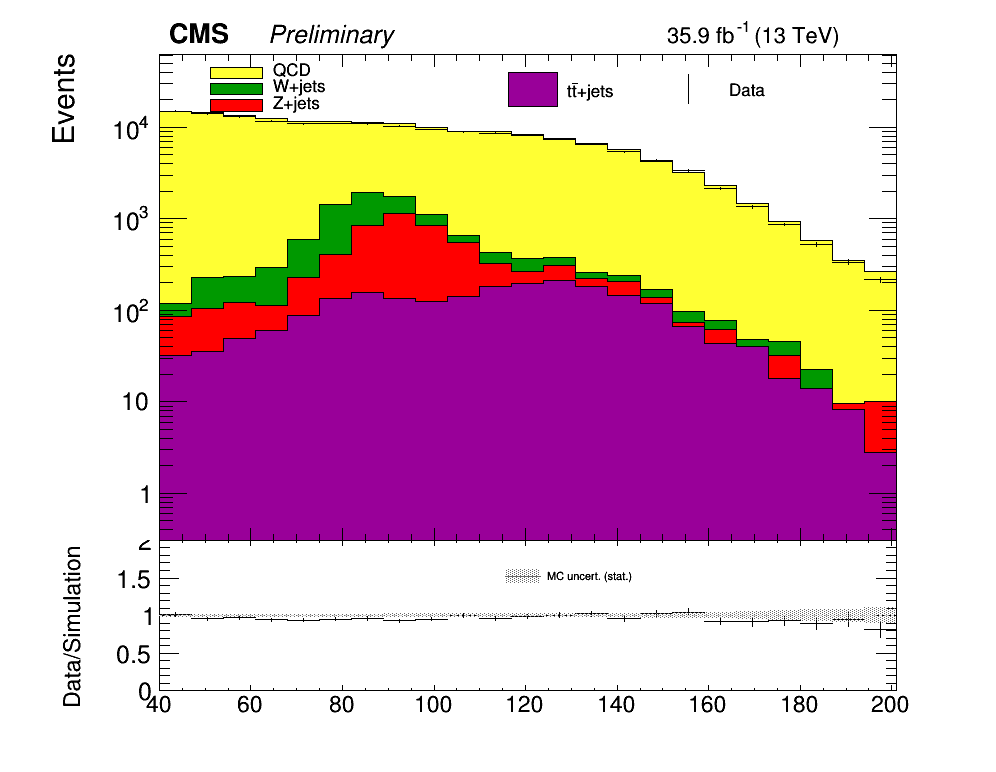 CMS Preliminary 35.9 fb⁻¹ (13 TeV)
Events
QCD
W+jets
Z+jets
tt̄+jets
Data
10⁴
10³
10²
10
1
Data/Simulation
MC uncert. (stat.)
2
1.5
1
0.5
0
40 60 80 100 120 140 160 180 200